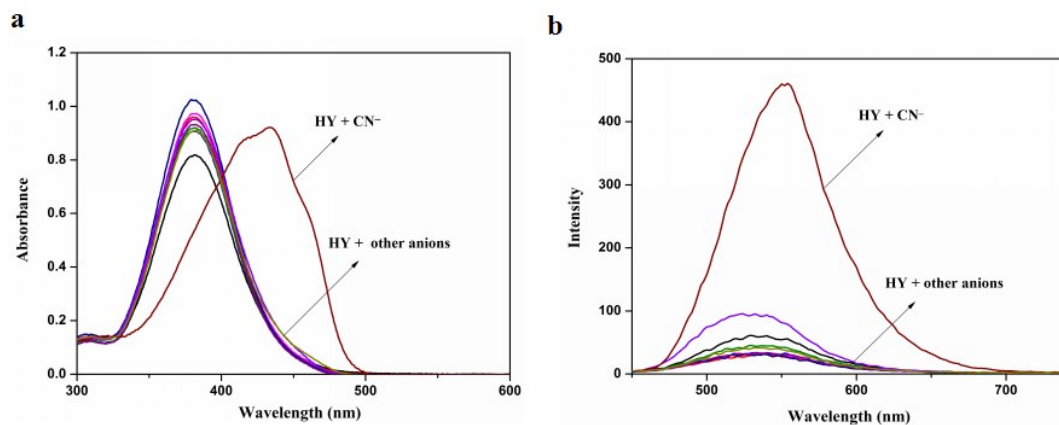 a
1.2
1.0
0.8
0.6
0.4
0.2
0.0
Absorbance
300
400
500
600
Wavelength (nm)
HY + CN⁻
HY + other anions
b
500
400
300
200
100
0
Intensity
500
600
700
Wavelength (nm)
HY + CN⁻
HY + other anions